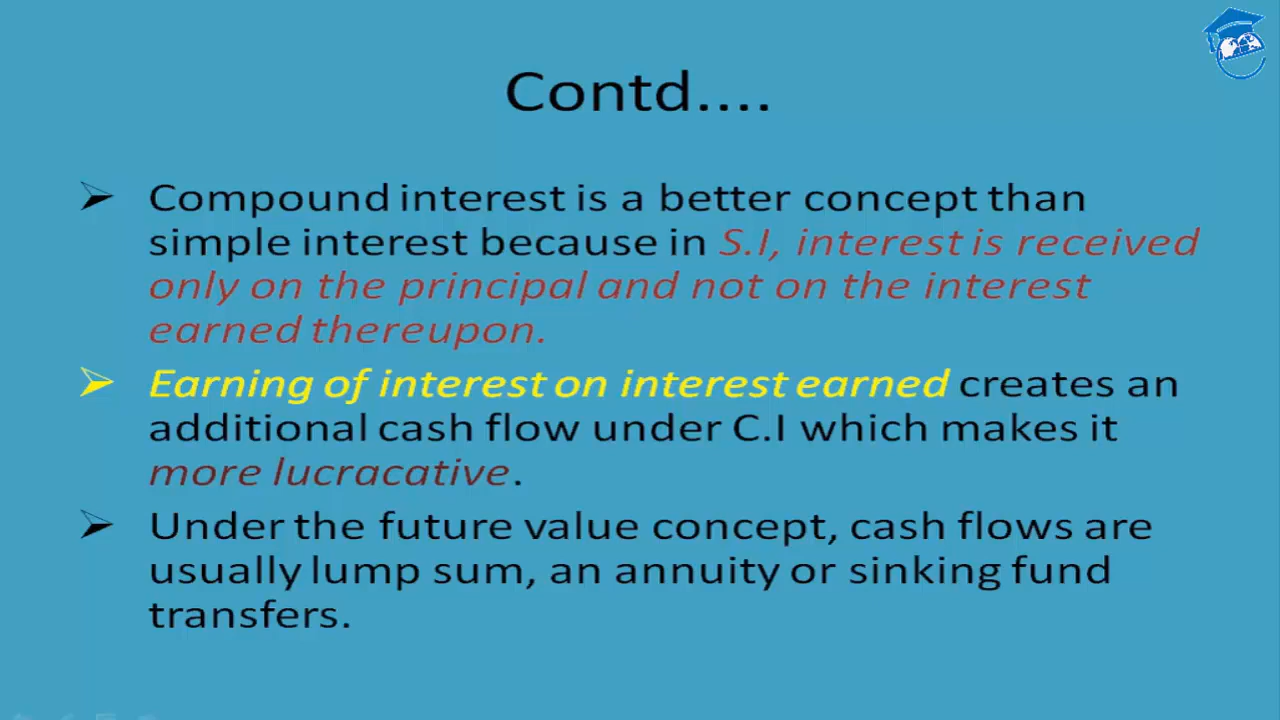 Contd....
➢ Compound interest is a better concept than
simple interest because in S.I, interest is received
only on the principal and not on the interest
earned thereupon.
➢ Earning of interest on interest earned creates an
additional cash flow under C.I which makes it
more lucracative.
➢ Under the future value concept, cash flows are
usually lump sum, an annuity or sinking fund
transfers.